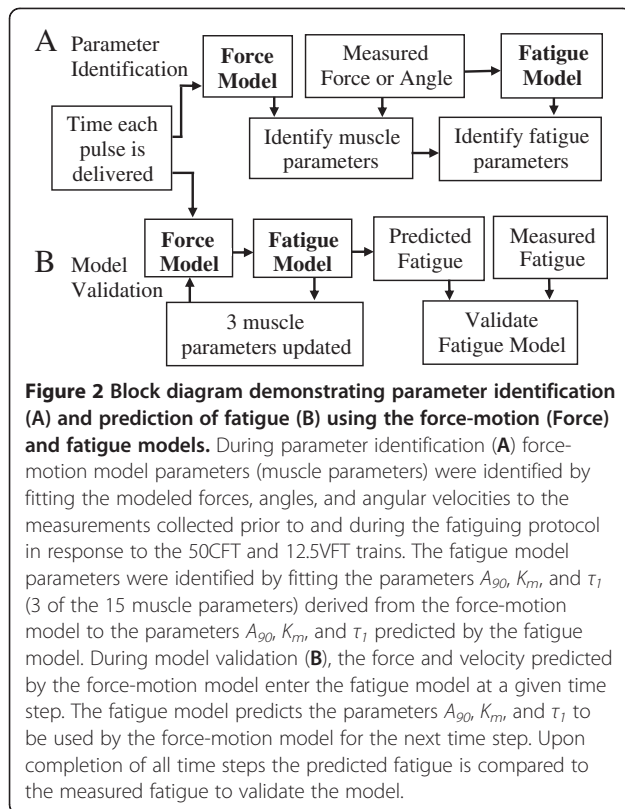 A Parameter Identification
Force Model
Measured Force or Angle
Fatigue Model
Time each pulse is delivered
Identify muscle parameters
Identify fatigue parameters
B Model Validation
Force Model
Fatigue Model
Predicted Fatigue
Measured Fatigue
3 muscle parameters updated
Validate Fatigue Model
Figure 2 Block diagram demonstrating parameter identification
(A) and prediction of fatigue (B) using the force-motion (Force)
and fatigue models. During parameter identification (A) force-
motion model parameters (muscle parameters) were identified by
fitting the modeled forces, angles, and angular velocities to the
measurements collected prior to and during the fatiguing protocol
in response to the 50CFT and 12.5VFT trains. The fatigue model
parameters were identified by fitting the parameters A90, Km, and τ1
(3 of the 15 muscle parameters) derived from the force-motion
model to the parameters A90, Km, and τ1 predicted by the fatigue
model. During model validation (B), the force and velocity predicted
by the force-motion model enter the fatigue model at a given time
step. The fatigue model predicts the parameters A90, Km, and τ1 to
be used by the force-motion model for the next time step. Upon
completion of all time steps the predicted fatigue is compared to
the measured fatigue to validate the model.